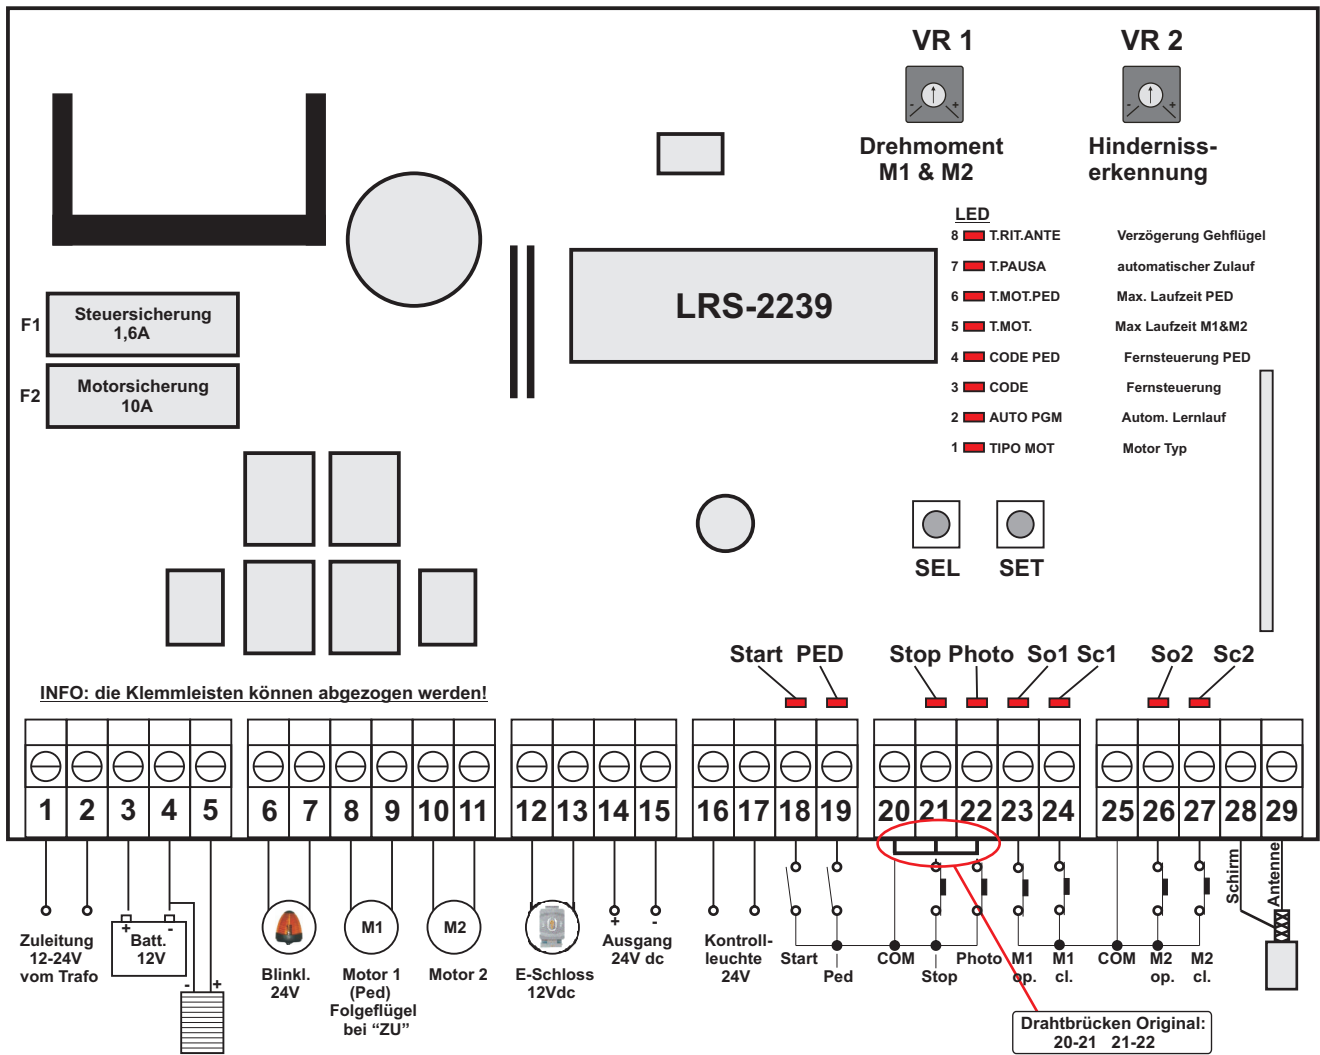 VR 1
VR 2
Drehmoment
M1 & M2
Hinderniss-
erkennung
LED
8 T.RIT.ANTE Verzögerung Gehflügel
7 T.PAUSA automatischer Zulauf
6 T.MOT.PED Max. Laufzeit PED
5 T.MOT. Max Laufzeit M1&M2
4 CODE PED Fernsteuerung PED
3 CODE Fernsteuerung
2 AUTO PGM Autom. Lernlauf
1 TIPO MOT Motor Typ
LRS-2239
F1 Steuersicherung
1,6A
F2 Motorsicherung
10A
SEL SET
Start PED Stop Photo So1 Sc1 So2 Sc2
INFO: die Klemmleisten können abgezogen werden!
1 2 3 4 5 6 7 8 9 10 11 12 13 14 15 16 17 18 19 20 21 22 23 24 25 26 27 28 29
Schirm
Antenne
Zuleitung
12-24V
vom Trafo
+ -
Batt.
12V
- +
Blinkl.
24V
M1
Motor 1
(Ped)
Folgeflügel
bei “ZU”
M2
Motor 2
E-Schloss
12Vdc
+ -
Ausgang
24V dc
Kontroll-
leuchte
24V
Start
Ped
COM
Stop
Photo
M1
op.
M1
cl.
COM
M2
op.
M2
cl.
Drahtbrücken Original:
20-21 21-22